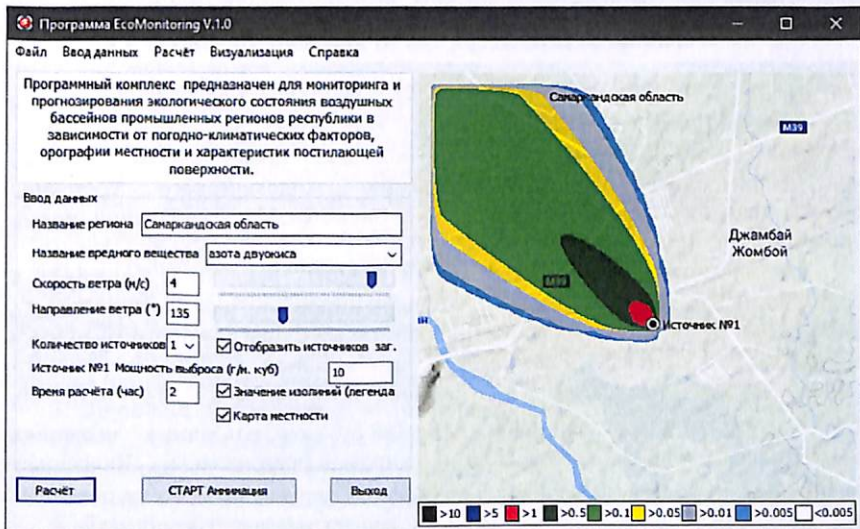 Программа EcoMonitoring V.1.0
Файл Ввод данных Расчёт Визуализация Справка
Программный комплекс предназначен для мониторинга и
прогнозирования экологического состояния воздушных
бассейнов промышленных регионов республики в
зависимости от погодно-климатических факторов,
орографии местности и характеристик постилающей
поверхности.
Ввод данных
Название региона Самаркандская область
Название вредного вещества азота двуокиса
Скорость ветра (м/с) 4
Направление ветра (°) 135
Количество источников 1 Отобразить источников заг.
Источник №1 Мощность выброса (г/м. куб) 10
Время расчёта (час) 2 Значение изолиний (легенда
Карта местности
Расчёт СТАРТ Аннинация Выход
Самаркандская область
M39
Джамбай
Жомбой
M39
Источник №1
>10 >5 >1 >0.5 >0.1 >0.05 >0.01 >0.005 <0.005